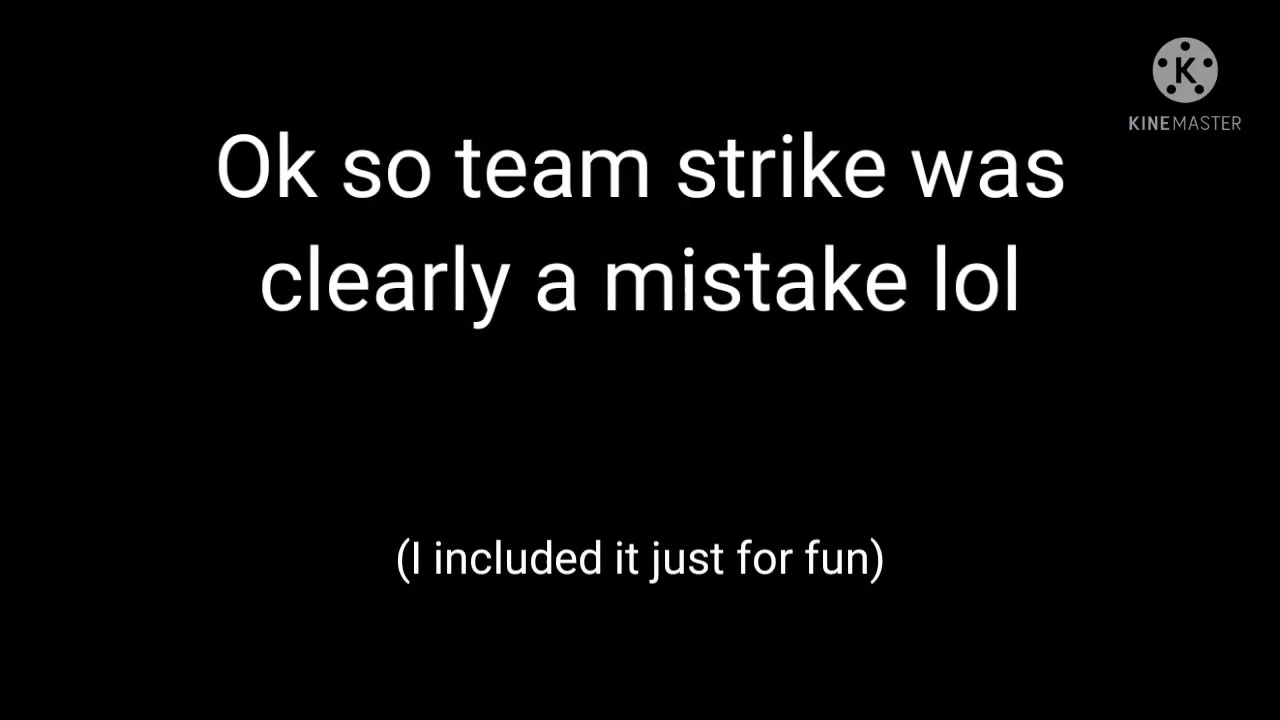 K
KINEMASTER
Ok so team strike was
clearly a mistake lol
(I included it just for fun)